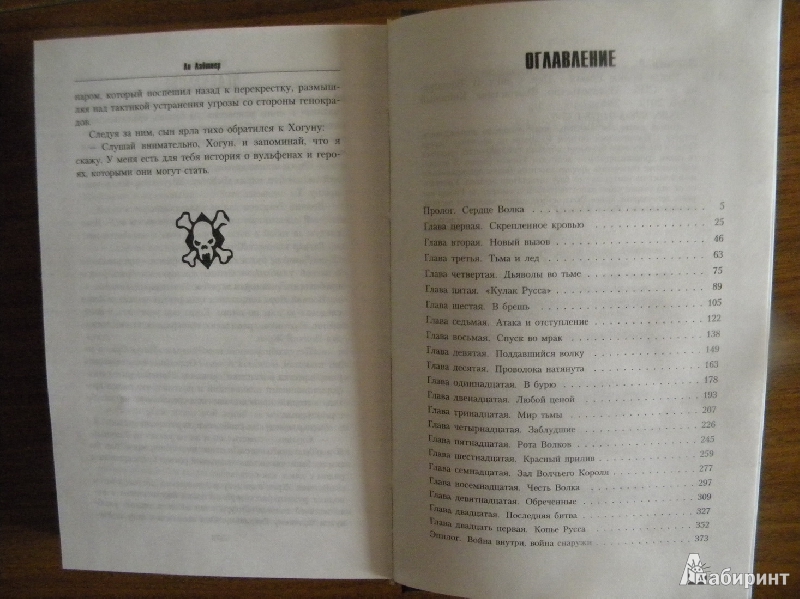 Ли Лайтнер
наром, который поспешил назад к перекрестку, размыш-
ляя над тактикой устранения угрозы со стороны генокра-
дов.
Следуя за ним, сын ярла тихо обратился к Хогуну:
— Слушай внимательно, Хогун, и запоминай, что я
скажу. У меня есть для тебя история о вульфенах и геро-
ях, которыми они могут стать.
ОГЛАВЛЕНИЕ
Пролог. Сердце Волка 5
Глава первая. Скрепленное кровью 25
Глава вторая. Новый вызов 46
Глава третья. Тьма и лед 63
Глава четвертая. Дьяволы во тьме 75
Глава пятая. «Кулак Русса» 89
Глава шестая. В брешь 105
Глава седьмая. Атака и отступление 122
Глава восьмая. Спуск во мрак 138
Глава девятая. Поддавшийся волку 149
Глава десятая. Проволока натянута 163
Глава одиннадцатая. В бурю 178
Глава двенадцатая. Любой ценой 193
Глава тринадцатая. Мир тьмы 207
Глава четырнадцатая. Заблудшие 226
Глава пятнадцатая. Рота Волков 245
Глава шестнадцатая. Красный прилив 259
Глава семнадцатая. Зал Волчьего Короля 277
Глава восемнадцатая. Честь Волка 297
Глава девятнадцатая. Обреченные 309
Глава двадцатая. Последняя битва 327
Глава двадцать первая. Копье Русса 352
Эпилог. Война внутри, война снаружи 373
Лабиринт